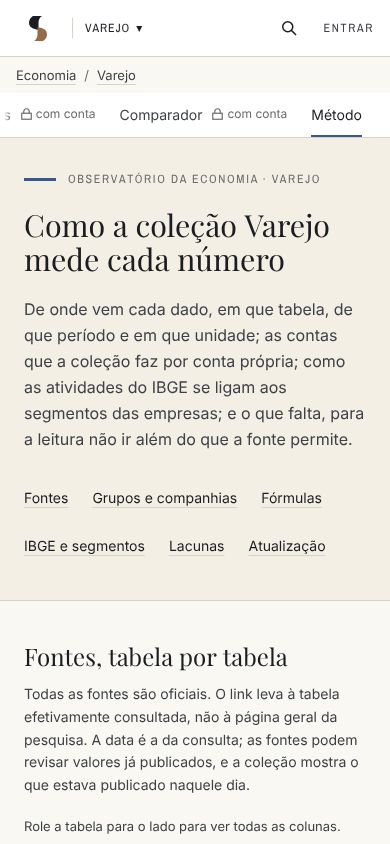 VAREJO ▼
ENTRAR
Economia / Varejo
s com conta Comparador com conta Método
OBSERVATÓRIO DA ECONOMIA · VAREJO
Como a coleção Varejo
mede cada número
De onde vem cada dado, em que tabela, de
que período e em que unidade; as contas
que a coleção faz por conta própria; como
as atividades do IBGE se ligam aos
segmentos das empresas; e o que falta, para
a leitura não ir além do que a fonte permite.
Fontes Grupos e companhias Fórmulas
IBGE e segmentos Lacunas Atualização
Fontes, tabela por tabela
Todas as fontes são oficiais. O link leva à tabela
efetivamente consultada, não à página geral da
pesquisa. A data é a da consulta; as fontes podem
revisar valores já publicados, e a coleção mostra o
que estava publicado naquele dia.
Role a tabela para o lado para ver todas as colunas.